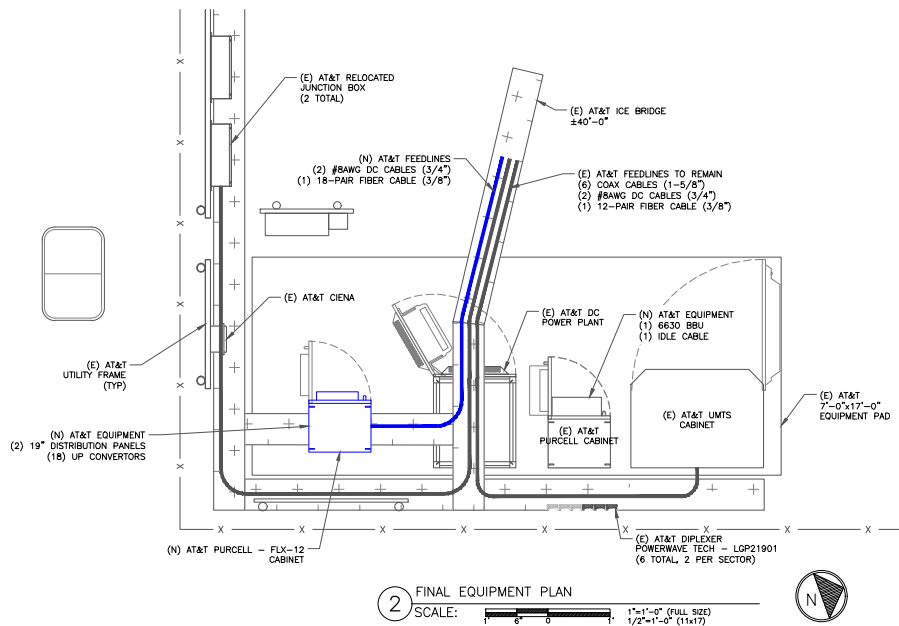 (E) AT&T RELOCATED
JUNCTION BOX
(2 TOTAL)
(E) AT&T ICE BRIDGE
±40'-0"
(N) AT&T FEEDLINES
(2) #8AWG DC CABLES (3/4")
(1) 18-PAIR FIBER CABLE (3/8")
(E) AT&T FEEDLINES TO REMAIN
(6) COAX CABLES (1-5/8")
(2) #8AWG DC CABLES (3/4")
(1) 12-PAIR FIBER CABLE (3/8")
(E) AT&T CIENA
(E) AT&T DC
POWER PLANT
(N) AT&T EQUIPMENT
(1) 6630 BBU
(1) IDLE CABLE
(E) AT&T
UTILITY FRAME
(TYP)
(E) AT&T
7'-0"x17'-0"
EQUIPMENT PAD
(E) AT&T UMTS
CABINET
(E) AT&T
PURCELL CABINET
(N) AT&T EQUIPMENT
(2) 19" DISTRIBUTION PANELS
(18) UP CONVERTORS
(N) AT&T PURCELL - FLX-12
CABINET
(E) AT&T DIPLEXER
POWERWAVE TECH - LGP21901
(6 TOTAL, 2 PER SECTOR)
2
FINAL EQUIPMENT PLAN
SCALE:
1' 6" 0 1'
1"=1'-0" (FULL SIZE)
1/2"=1'-0" (11x17)
N